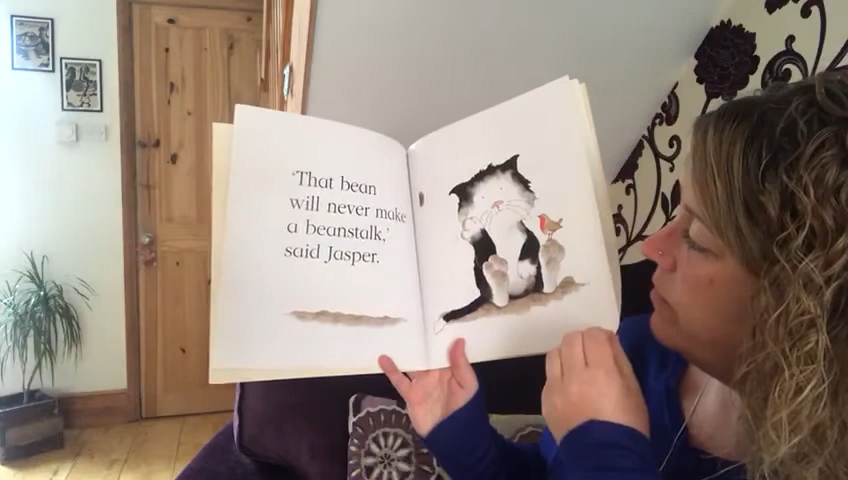 'That bean
will never make
a beanstalk,'
said Jasper.